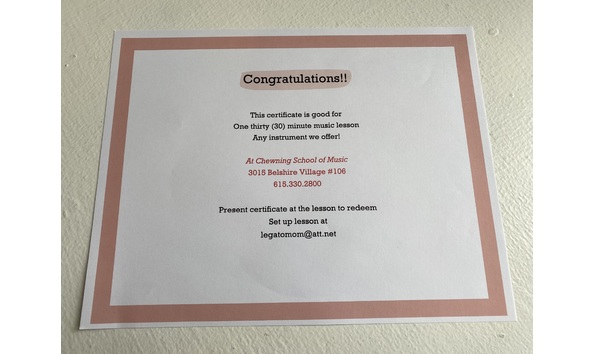 Congratulations!!
This certificate is good for
One thirty (30) minute music lesson
Any instrument we offer!
At Chewning School of Music
3015 Belshire Village #106
615.330.2800
Present certificate at the lesson to redeem
Set up lesson at
legatomom@att.net